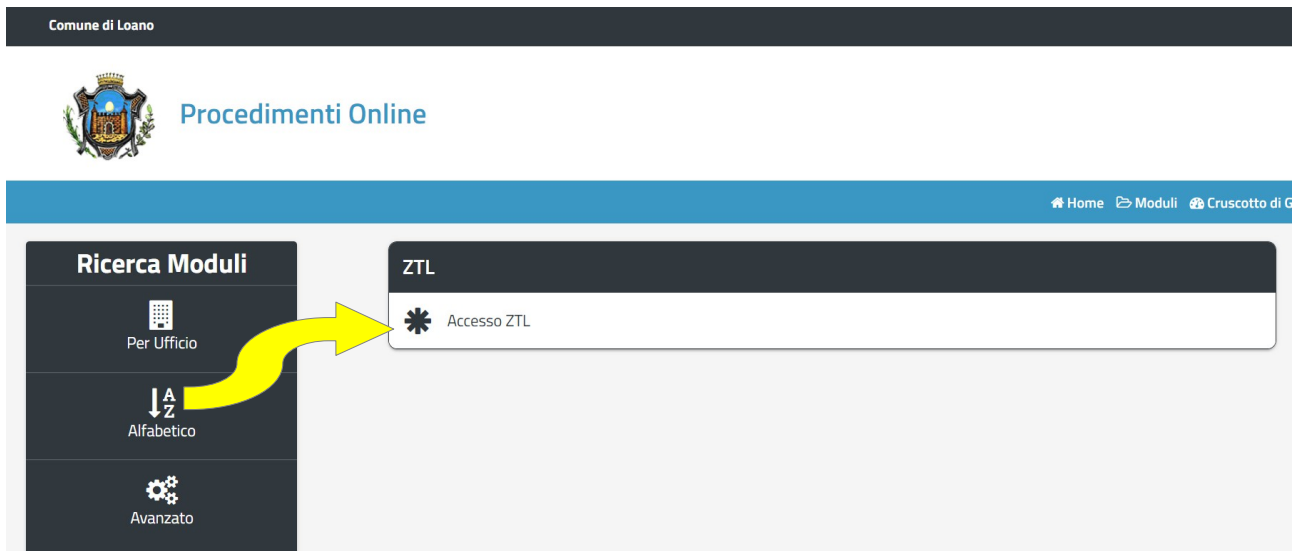 Comune di Loano
Procedimenti Online
Home Moduli Cruscotto di G
Ricerca Moduli
Per Ufficio
Alfabetico
Avanzato
ZTL
Accesso ZTL